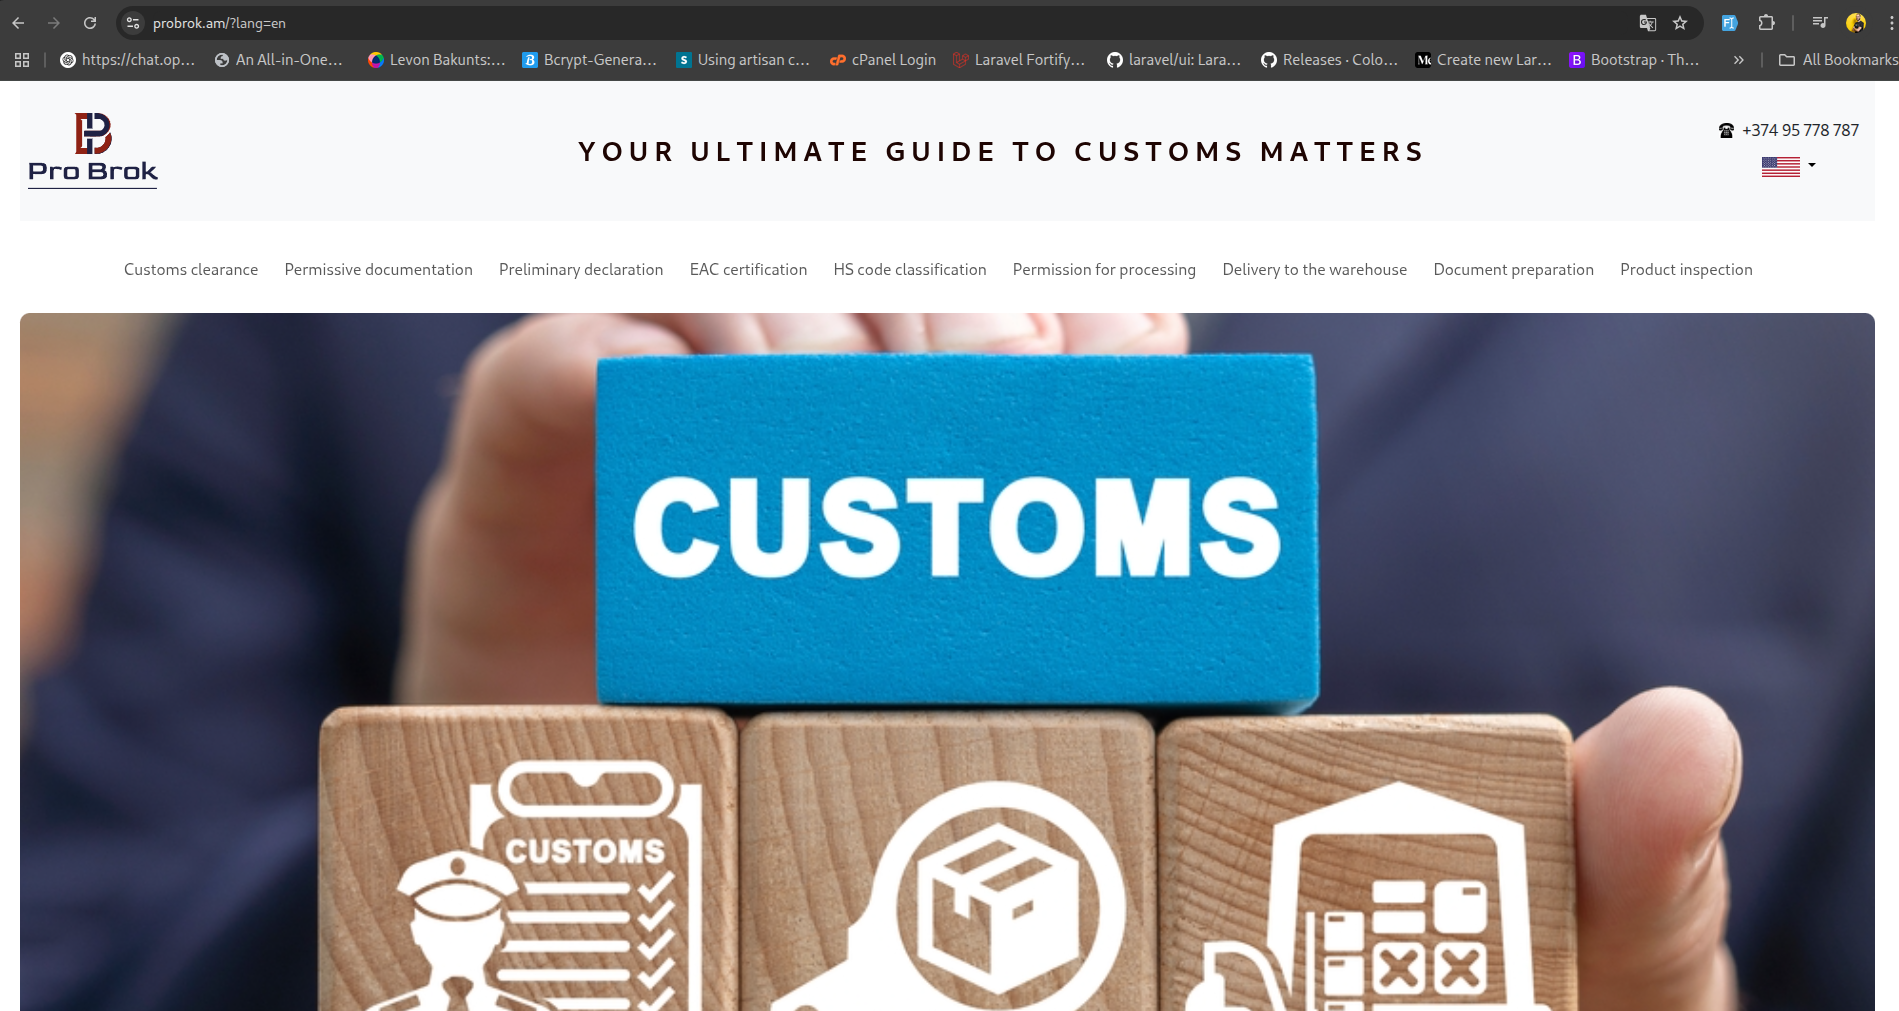 probrok.am/?lang=en
https://chat.op... An All-in-One... Levon Bakunts:... Bcrypt-Genera... Using artisan c... cPanel Login Laravel Fortify... laravel/ui: Lara... Releases · Colo... Create new Lar... Bootstrap · Th... » All Bookmarks
Pro Brok
YOUR ULTIMATE GUIDE TO CUSTOMS MATTERS
+374 95 778 787
Customs clearance Permissive documentation Preliminary declaration EAC certification HS code classification Permission for processing Delivery to the warehouse Document preparation Product inspection
CUSTOMS
CUSTOMS